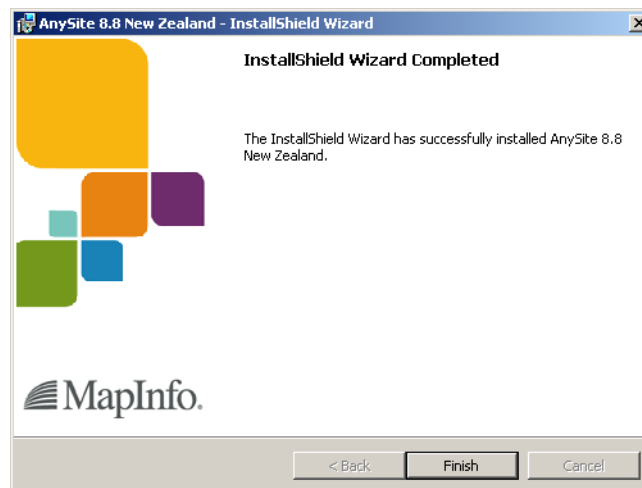 AnySite 8.8 New Zealand - InstallShield Wizard
InstallShield Wizard Completed
The InstallShield Wizard has successfully installed AnySite 8.8
New Zealand.
MapInfo.
< Back
Finish
Cancel